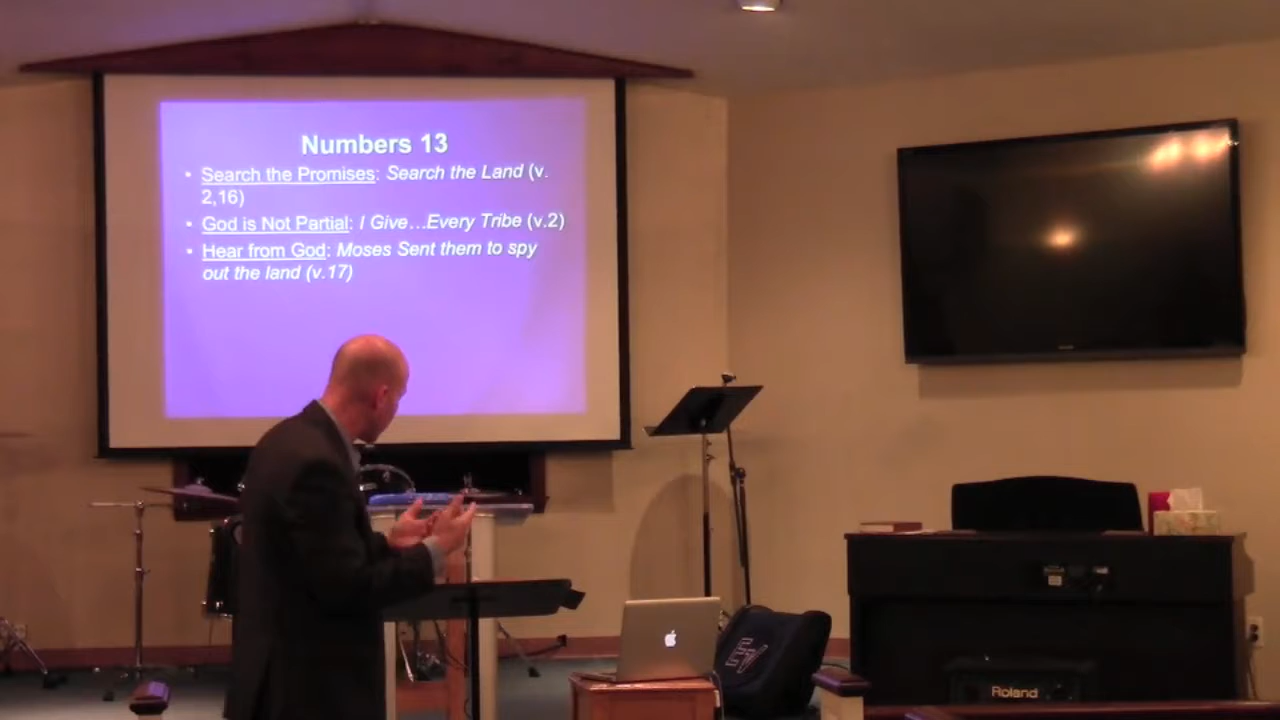 Numbers 13
• Search the Promises: Search the Land (v.
2,16)
• God is Not Partial: I Give...Every Tribe (v.2)
• Hear from God: Moses Sent them to spy
out the land (v.17)
Roland